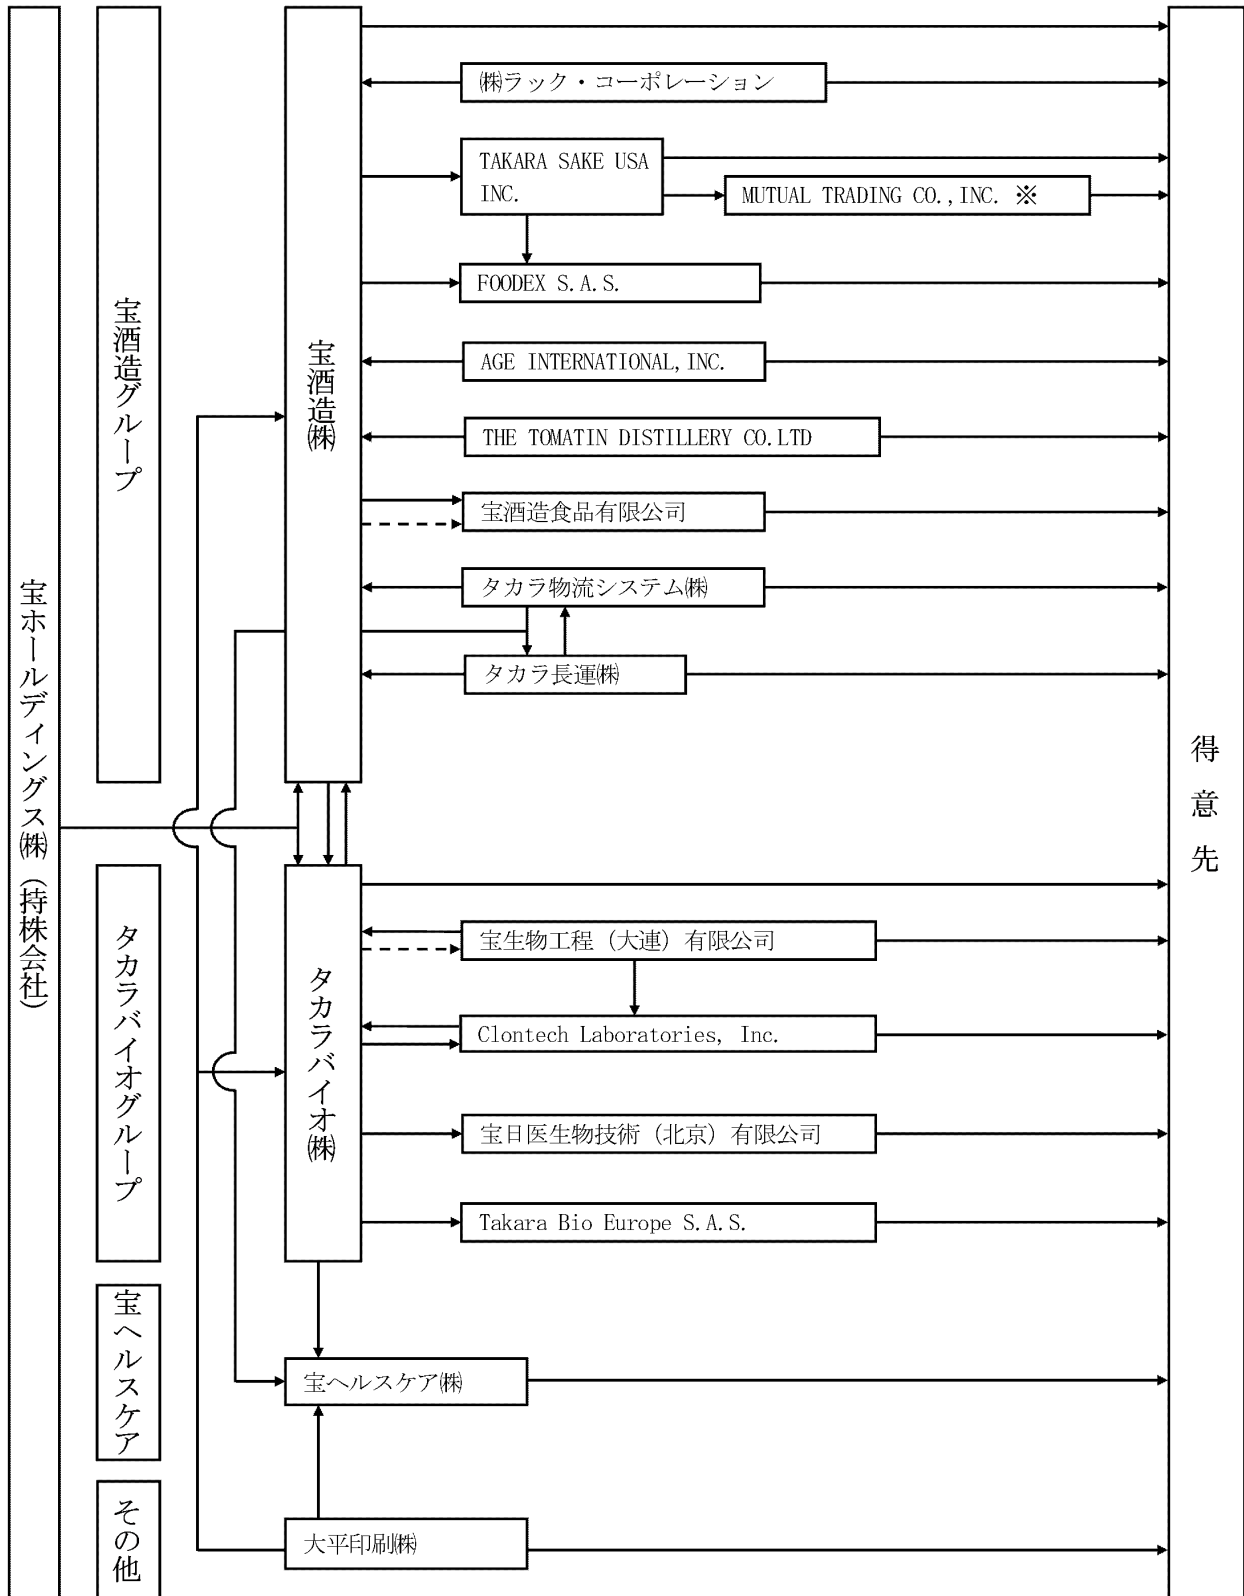 宝ホールディングス㈱（持株会社）
宝酒造グループ
宝酒造㈱
㈱ラック・コーポレーション
TAKARA SAKE USA
INC.
MUTUAL TRADING CO.,INC. ※
FOODEX S.A.S.
AGE INTERNATIONAL,INC.
THE TOMATIN DISTILLERY CO.LTD
宝酒造食品有限公司
タカラ物流システム㈱
タカラ長運㈱
得意先
タカラバイオグループ
タカラバイオ㈱
宝生物工程（大連）有限公司
Clontech Laboratories, Inc.
宝日医生物技術（北京）有限公司
Takara Bio Europe S.A.S.
宝ヘルスケア
宝ヘルスケア㈱
その他
大平印刷㈱